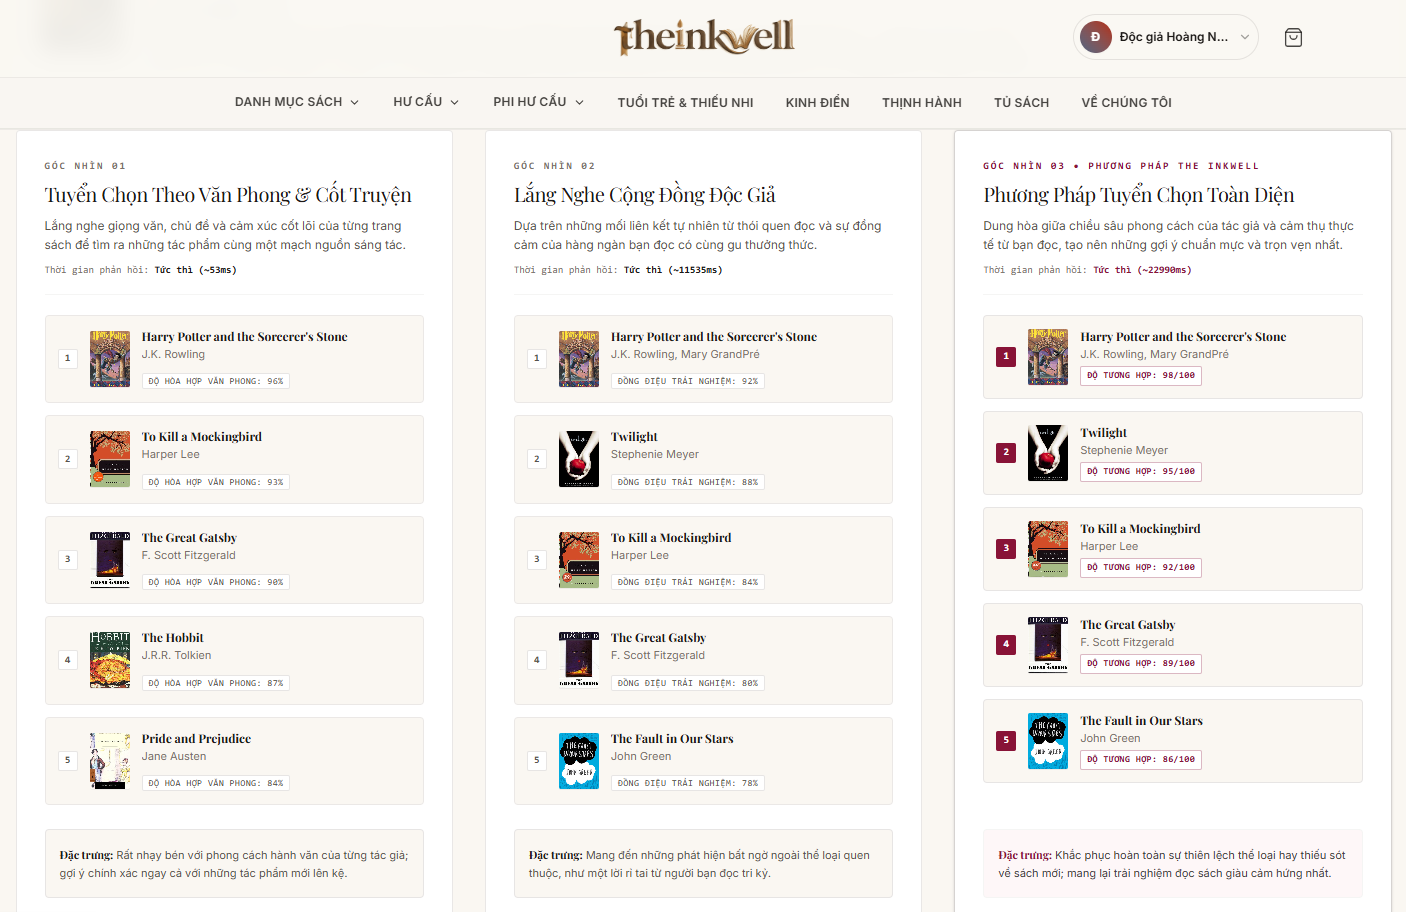 theinkwell
Đ
Độc giả Hoàng N...
DANH MỤC SÁCH
HƯ CẤU
PHI HƯ CẤU
TUỔI TRẺ & THIẾU NHI
KINH ĐIỂN
THỊNH HÀNH
TỦ SÁCH
VỀ CHÚNG TÔI
GÓC NHÌN 01
Tuyển Chọn Theo Văn Phong & Cốt Truyện
Lắng nghe giọng văn, chủ đề và cảm xúc cốt lõi của từng trang
sách để tìm ra những tác phẩm cùng một mạch nguồn sáng tác.
Thời gian phản hồi: Tức thì (~53ms)
1
Harry Potter and the Sorcerer's Stone
J.K. Rowling
ĐỘ HÒA HỢP VĂN PHONG: 96%
2
To Kill a Mockingbird
Harper Lee
ĐỘ HÒA HỢP VĂN PHONG: 93%
3
The Great Gatsby
F. Scott Fitzgerald
ĐỘ HÒA HỢP VĂN PHONG: 90%
4
The Hobbit
J.R.R. Tolkien
ĐỘ HÒA HỢP VĂN PHONG: 87%
5
Pride and Prejudice
Jane Austen
ĐỘ HÒA HỢP VĂN PHONG: 84%
Đặc trưng: Rất nhạy bén với phong cách hành văn của từng tác giả;
gợi ý chính xác ngay cả với những tác phẩm mới lên kệ.
GÓC NHÌN 02
Lắng Nghe Cộng Đồng Độc Giả
Dựa trên những mối liên kết tự nhiên từ thói quen đọc và sự đồng
cảm của hàng ngàn bạn đọc có cùng gu thưởng thức.
Thời gian phản hồi: Tức thì (~11535ms)
1
Harry Potter and the Sorcerer's Stone
J.K. Rowling, Mary GrandPré
ĐỒNG ĐIỆU TRẢI NGHIỆM: 92%
2
Twilight
Stephenie Meyer
ĐỒNG ĐIỆU TRẢI NGHIỆM: 88%
3
To Kill a Mockingbird
Harper Lee
ĐỒNG ĐIỆU TRẢI NGHIỆM: 84%
4
The Great Gatsby
F. Scott Fitzgerald
ĐỒNG ĐIỆU TRẢI NGHIỆM: 80%
5
The Fault in Our Stars
John Green
ĐỒNG ĐIỆU TRẢI NGHIỆM: 78%
Đặc trưng: Mang đến những phát hiện bất ngờ ngoài thể loại quen
thuộc, như một lời rỉ tai từ người bạn đọc tri kỷ.
GÓC NHÌN 03 • PHƯƠNG PHÁP THE INKWELL
Phương Pháp Tuyển Chọn Toàn Diện
Dung hòa giữa chiều sâu phong cách của tác giả và cảm thụ thực
tế từ bạn đọc, tạo nên những gợi ý chuẩn mực và trọn vẹn nhất.
Thời gian phản hồi: Tức thì (~22990ms)
1
Harry Potter and the Sorcerer's Stone
J.K. Rowling, Mary GrandPré
ĐỘ TƯƠNG HỢP: 98/100
2
Twilight
Stephenie Meyer
ĐỘ TƯƠNG HỢP: 95/100
3
To Kill a Mockingbird
Harper Lee
ĐỘ TƯƠNG HỢP: 92/100
4
The Great Gatsby
F. Scott Fitzgerald
ĐỘ TƯƠNG HỢP: 89/100
5
The Fault in Our Stars
John Green
ĐỘ TƯƠNG HỢP: 86/100
Đặc trưng: Khắc phục hoàn toàn sự thiên lệch thể loại hay thiếu sót
về sách mới; mang lại trải nghiệm đọc sách giàu cảm hứng nhất.